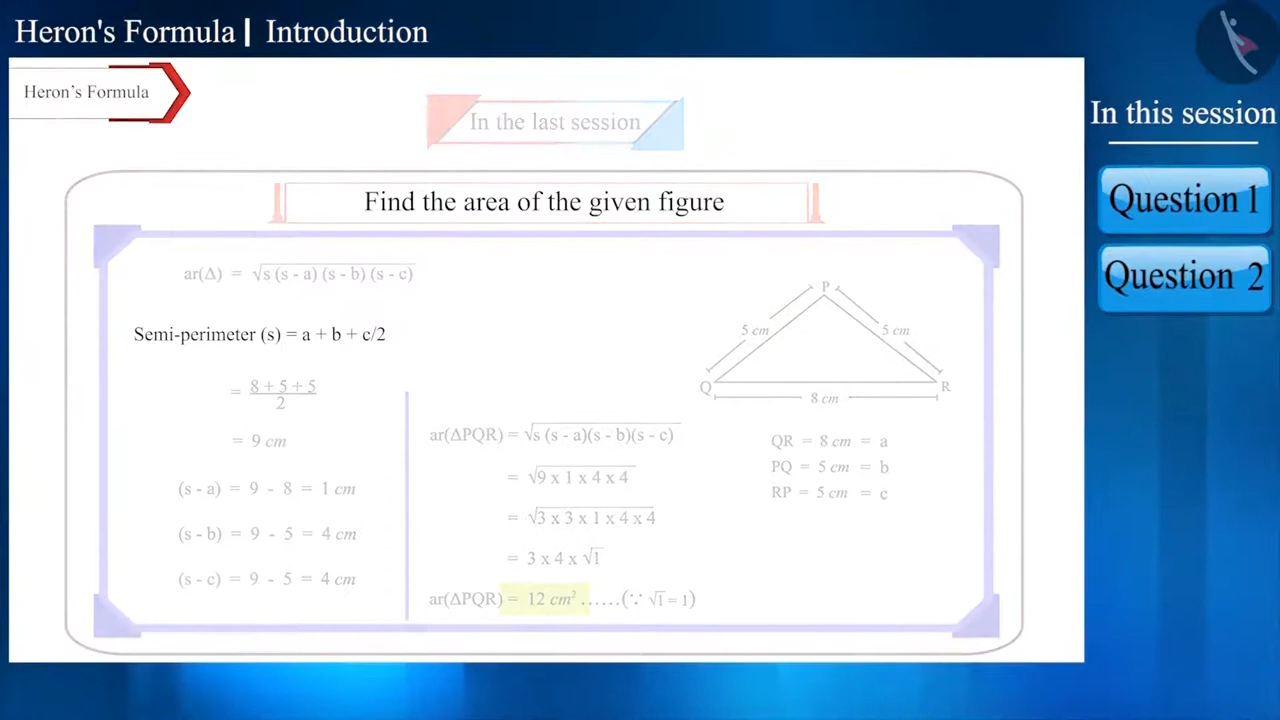 Heron's Formula | Introduction
Heron's Formula
In the last session
In this session
Question 1
Question 2
Find the area of the given figure
ar(Δ) = √s (s - a) (s - b) (s - c)
Semi-perimeter (s) = a + b + c/2
= 8 + 5 + 5
2
= 9 cm
(s - a) = 9 - 8 = 1 cm
(s - b) = 9 - 5 = 4 cm
(s - c) = 9 - 5 = 4 cm
ar(ΔPQR) = √s (s - a)(s - b)(s - c)
= √9 x 1 x 4 x 4
= √3 x 3 x 1 x 4 x 4
= 3 x 4 x √1
ar(ΔPQR) = 12 cm² ......(∵ √1 = 1)
P
5 cm
5 cm
Q
R
8 cm
QR = 8 cm = a
PQ = 5 cm = b
RP = 5 cm = c